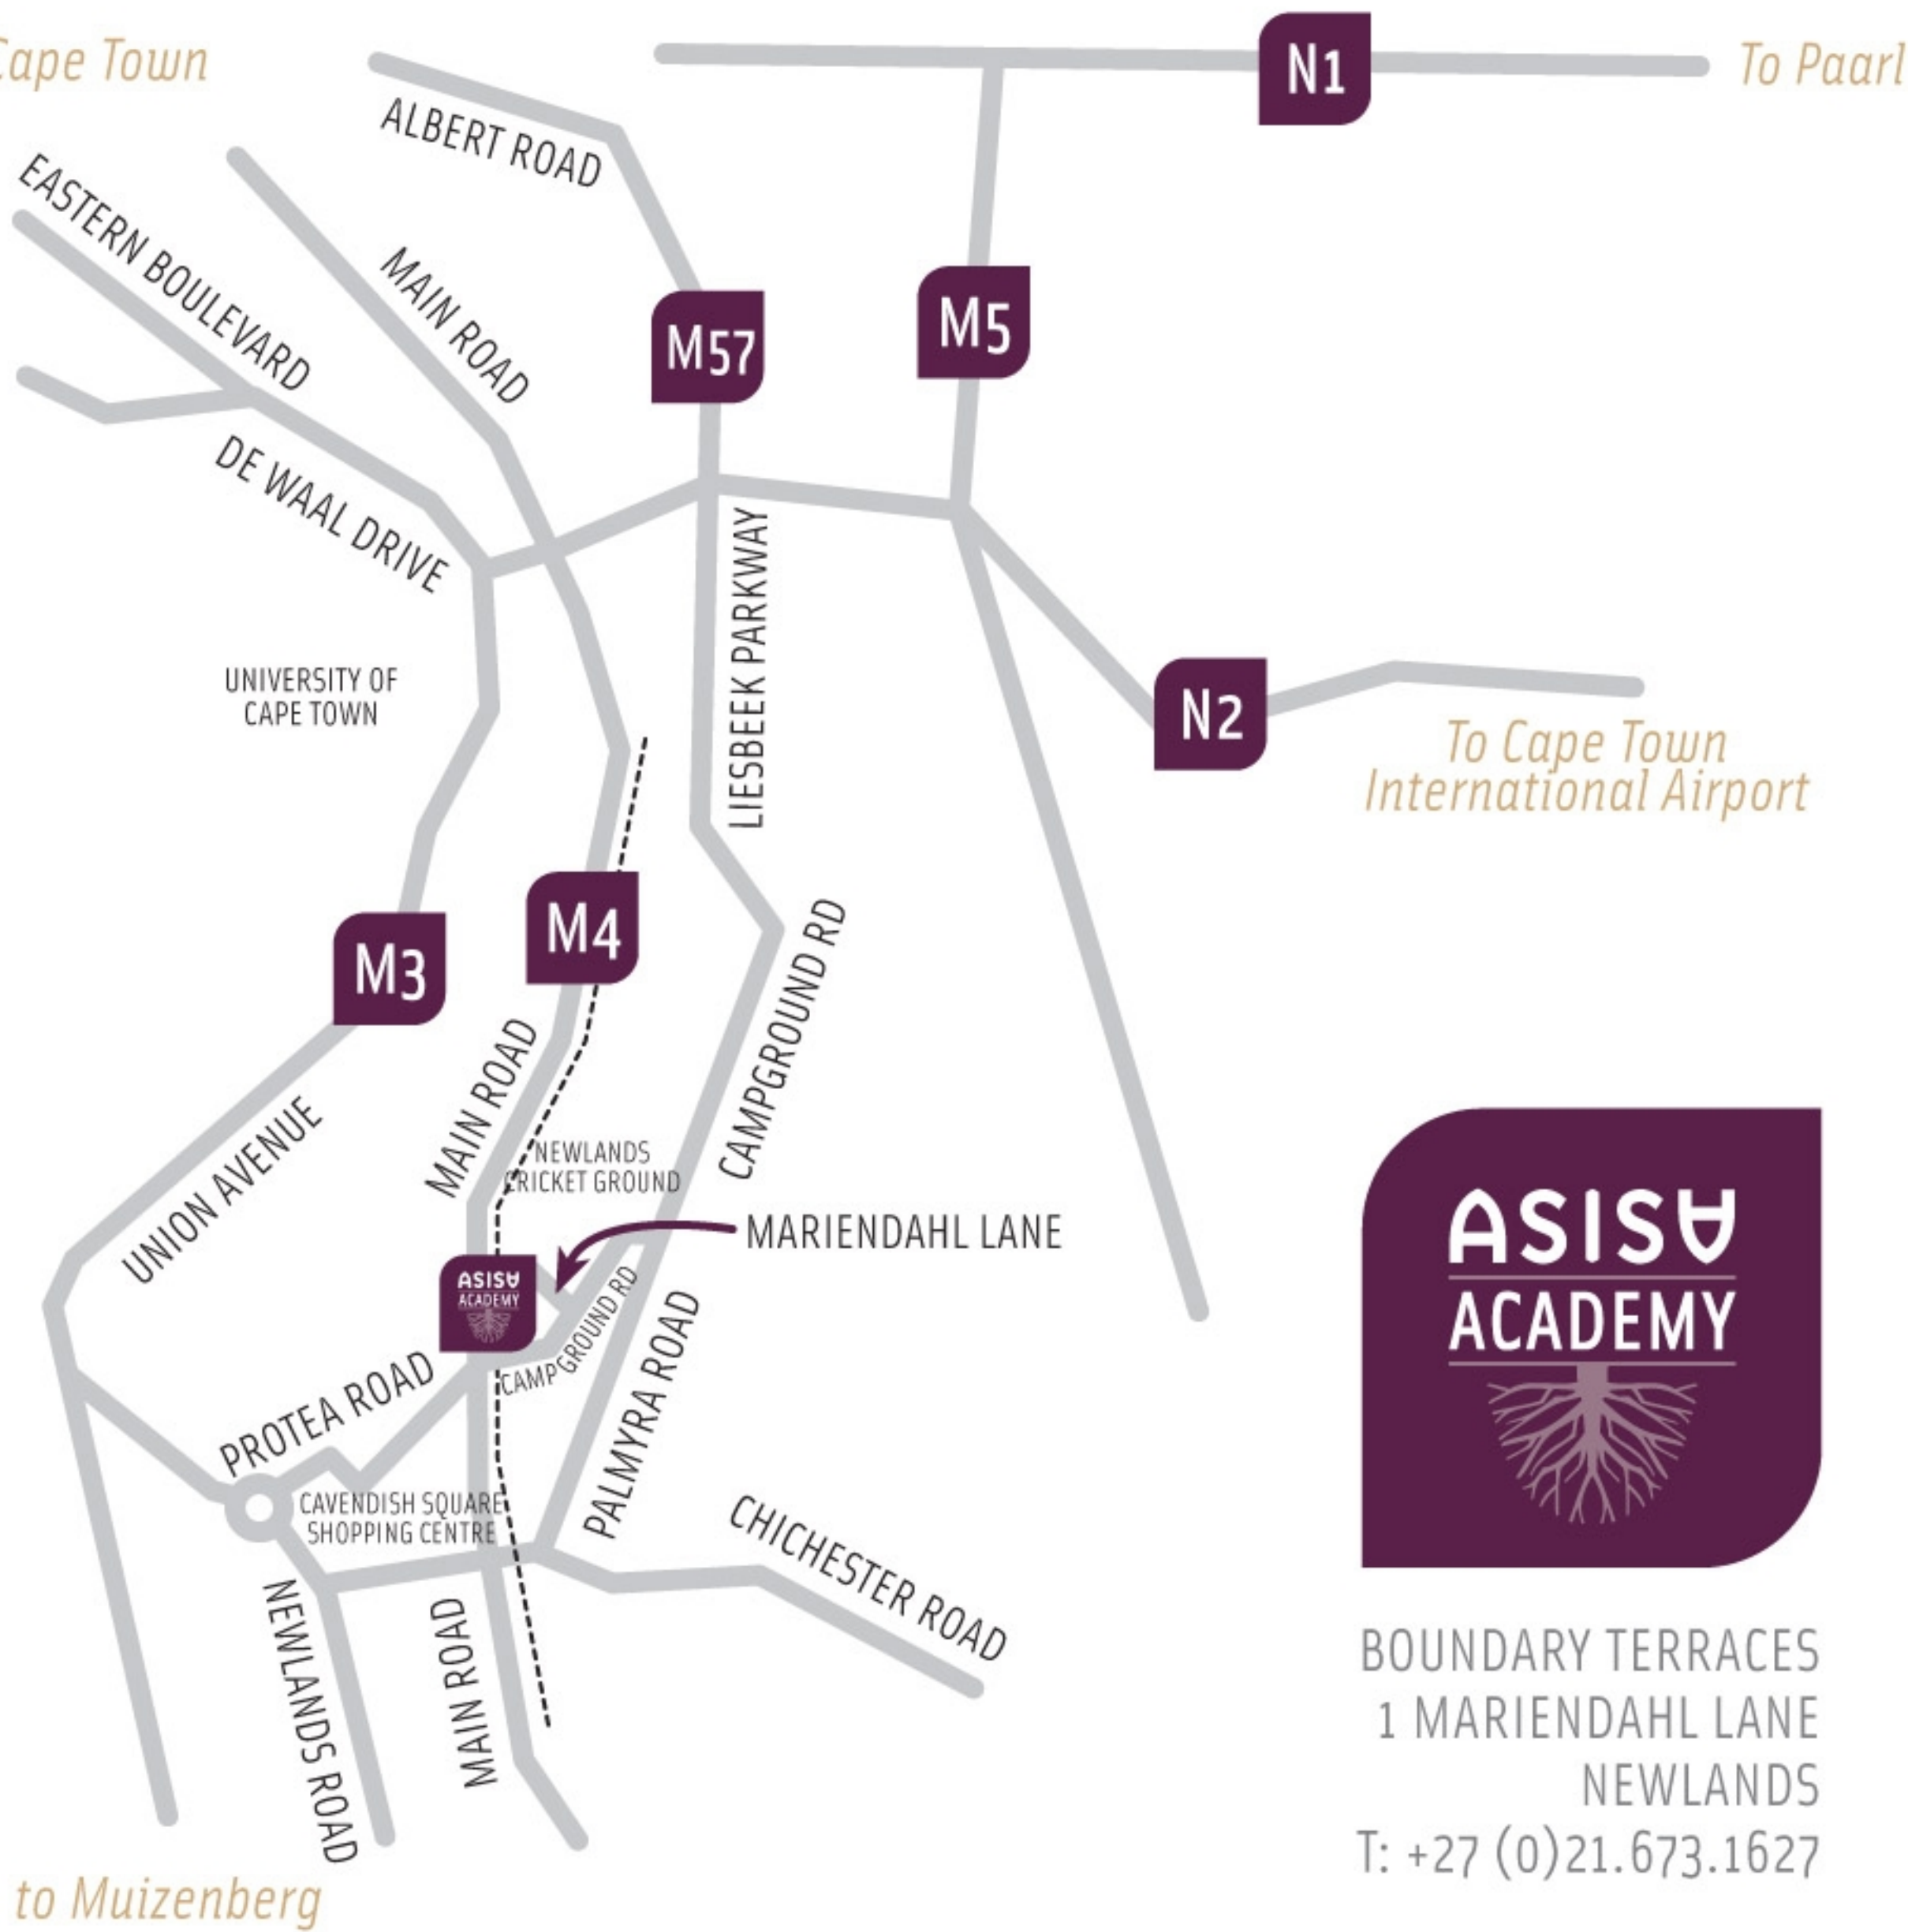 Cape Town
N1
To Paarl
ALBERT ROAD
EASTERN BOULEVARD
MAIN ROAD
M57
M5
DE WAAL DRIVE
LIESBEEK PARKWAY
UNIVERSITY OF
CAPE TOWN
N2
To Cape Town
International Airport
M3
M4
CAMPGROUND RD
MAIN ROAD
UNION AVENUE
NEWLANDS
CRICKET GROUND
MARIENDAHL LANE
ASISA
ACADEMY
CAMPGROUND RD
PALMYRA ROAD
PROTEA ROAD
CAVENDISH SQUARE
SHOPPING CENTRE
CHICHESTER ROAD
NEWLANDS ROAD
MAIN ROAD
to Muizenberg
ASISA
ACADEMY
BOUNDARY TERRACES
1 MARIENDAHL LANE
NEWLANDS
T: +27 (0)21.673.1627